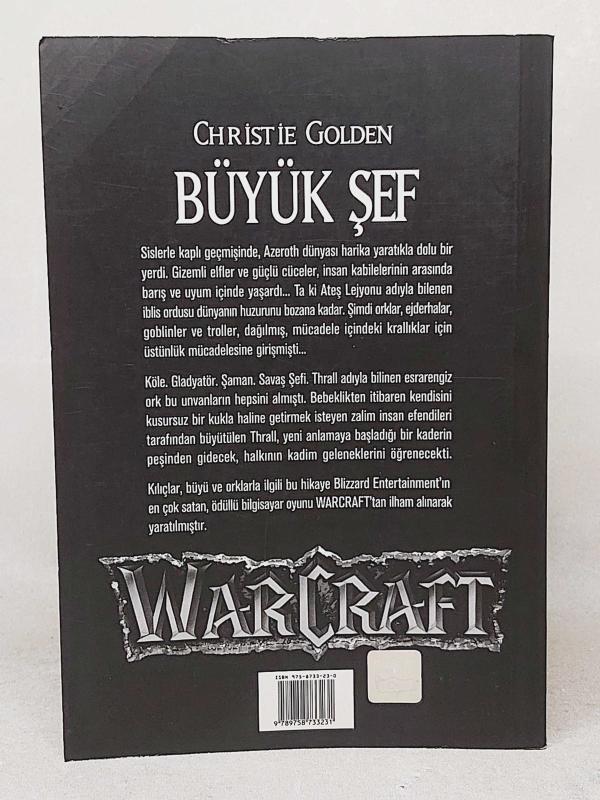 CHRISTIE GOLDEN
BÜYÜK ŞEF
Sislerle kaplı geçmişinde, Azeroth dünyası harika yaratıkla dolu bir
yerdi. Gizemli elfler ve güçlü cüceler, insan kabilelerinin arasında
barış ve uyum içinde yaşardı... Ta ki Ateş Lejyonu adıyla bilenen
iblis ordusu dünyanın huzurunu bozana kadar. Şimdi orklar, ejderhalar,
goblinler ve troller, dağılmış, mücadele içindeki krallıklar için
üstünlük mücadelesine girişmişti...
Köle. Gladyatör. Şaman. Savaş Şefi. Thrall adıyla bilinen esrarengiz
ork bu unvanların hepsini almıştı. Bebeklikten itibaren kendisini
kusursuz bir kukla haline getirmek isteyen zalim insan efendileri
tarafından büyütülen Thrall, yeni anlamaya başladığı bir kaderin
peşinden gidecek, halkının kadim geleneklerini öğrenecekti.
Kılıçlar, büyü ve orklarla ilgili bu hikaye Blizzard Entertainment'ın
en çok satan, ödüllü bilgisayar oyunu WARCRAFT'tan ilham alınarak
yaratılmıştır.
WARCRAFT
ISBN 975-8733-23-0
9 789758 733231